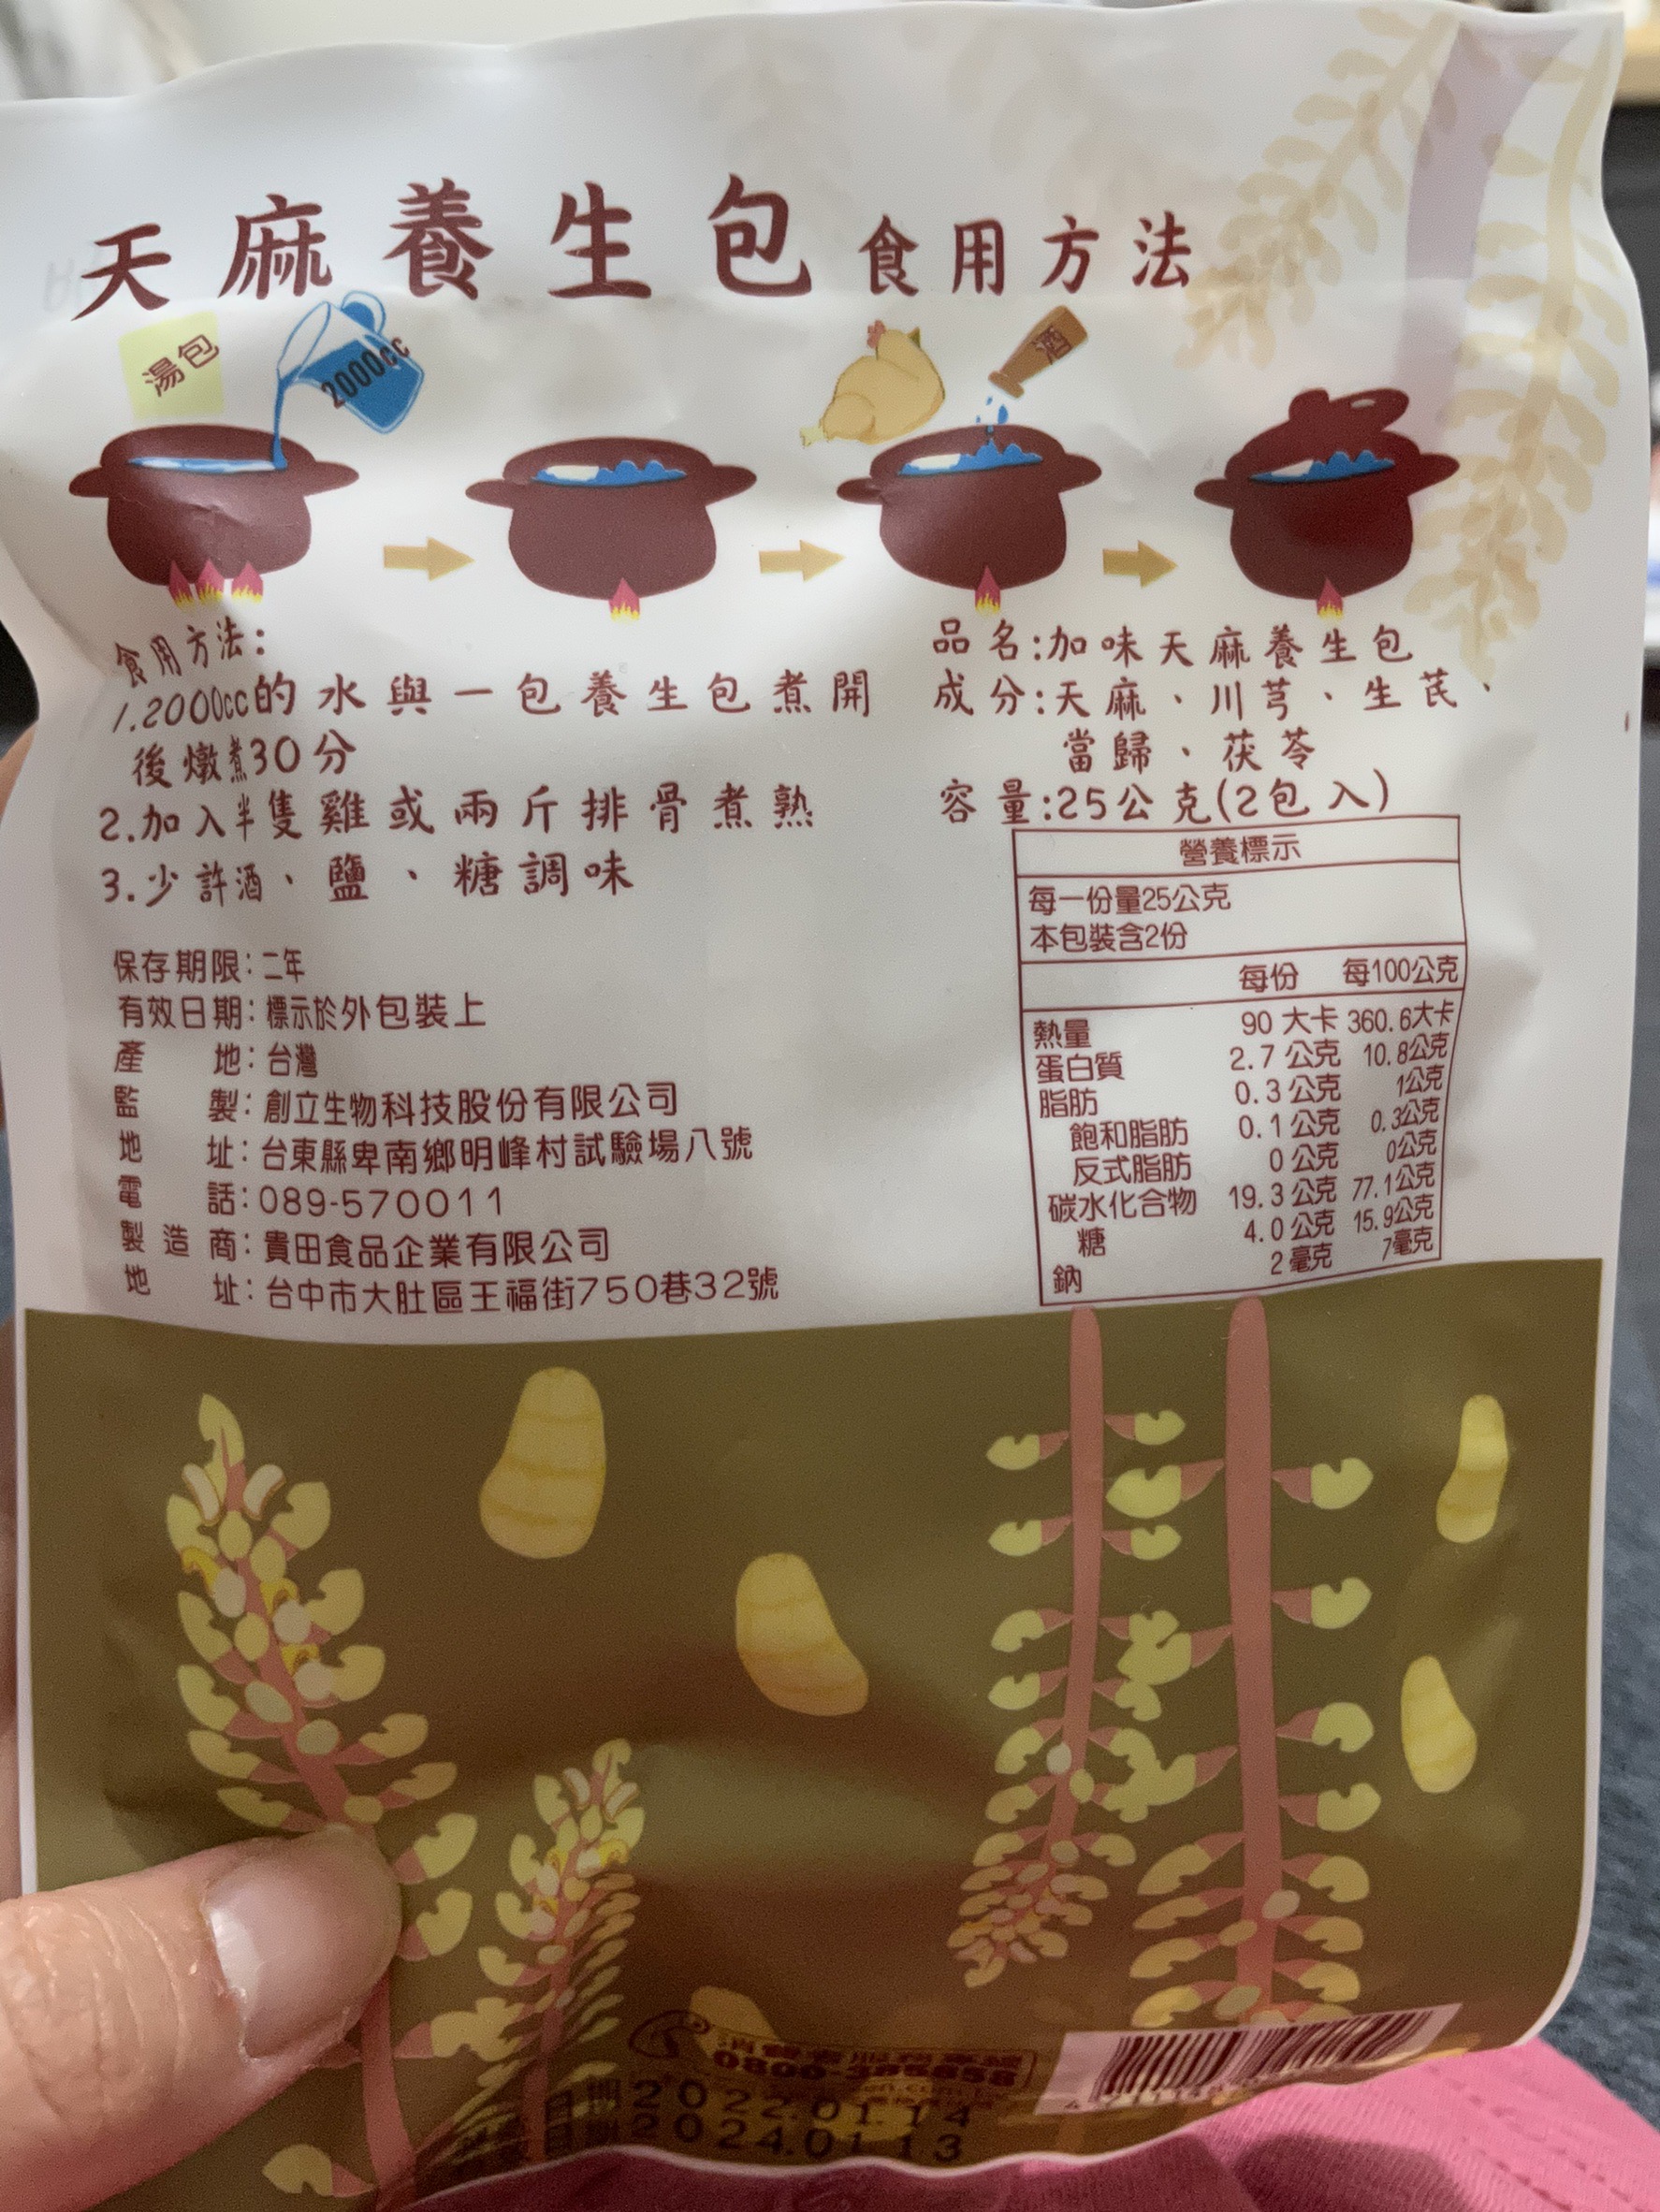 天麻養生包食用方法
湯包
2000cc
酒
食用方法：
1.2000cc的水與一包養生包煮開
後燉煮30分
2.加入半隻雞或兩斤排骨煮熟
3.少許酒、鹽、糖調味
品名：加味天麻養生包
成分：天麻、川芎、生芪、
當歸、茯苓
容量：25公克(2包入)
保存期限：二年
有效日期：標示於外包裝上
產地：台灣
監製：創立生物科技股份有限公司
地址：台東縣卑南鄉明峰村試驗場八號
電話：089-570011
製造商：貴田食品企業有限公司
地址：台中市大肚區王福街750巷32號
營養標示
每一份量25公克
本包裝含2份
每份 每100公克
熱量 90大卡 360.6大卡
蛋白質 2.7公克 10.8公克
脂肪 0.3公克 1公克
飽和脂肪 0.1公克 0.3公克
反式脂肪 0公克 0公克
碳水化合物 19.3公克 77.1公克
糖 4.0公克 15.9公克
鈉 2毫克 7毫克
2022.01.14
2024.01.13